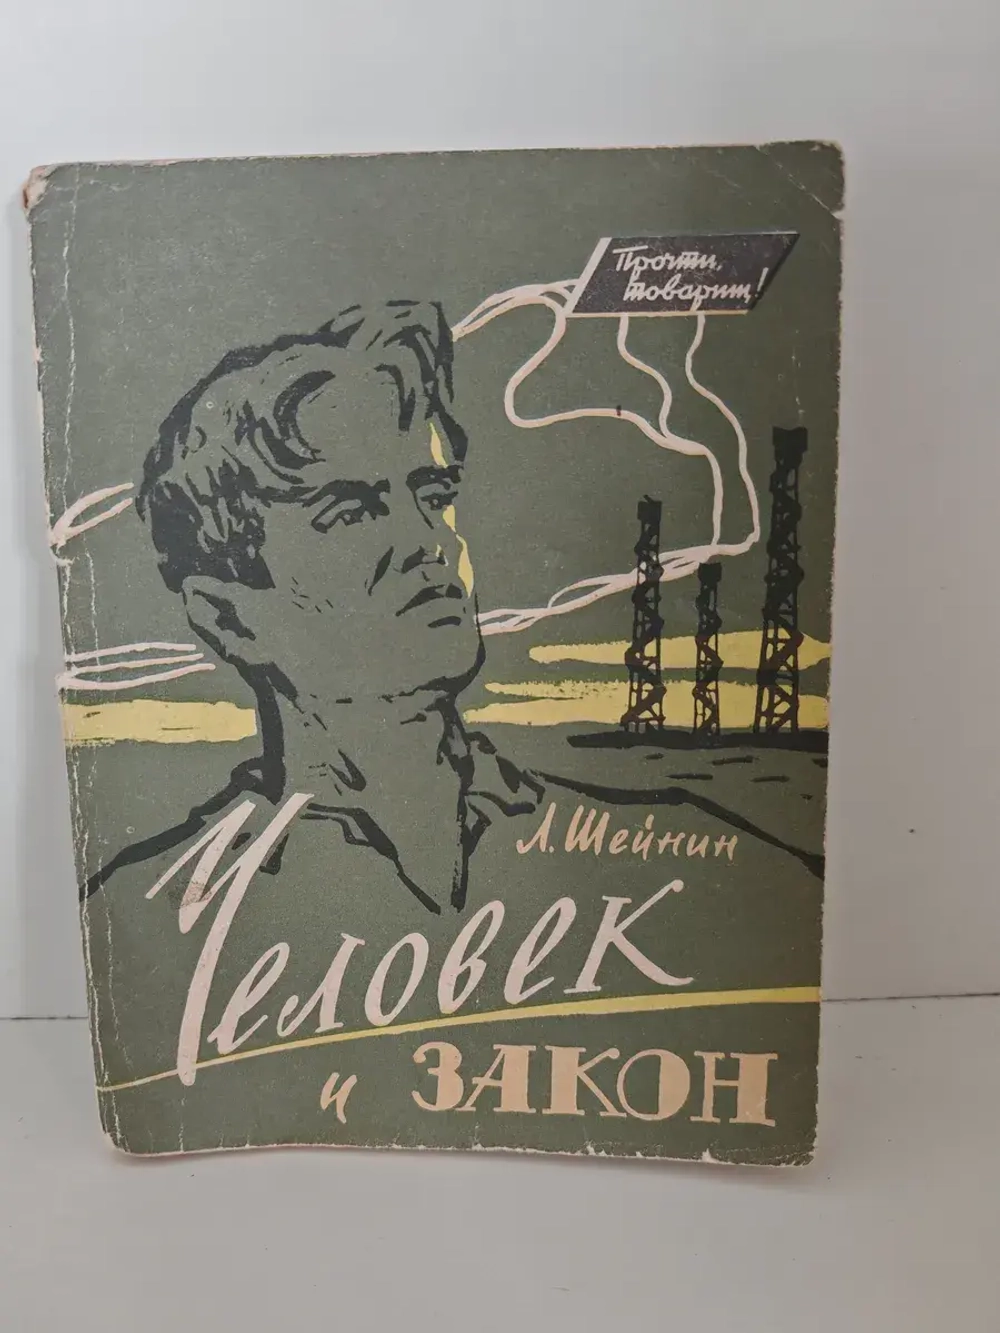 Прочти,
товарищ!
Л. Шейнин
Человек
и ЗАКОН